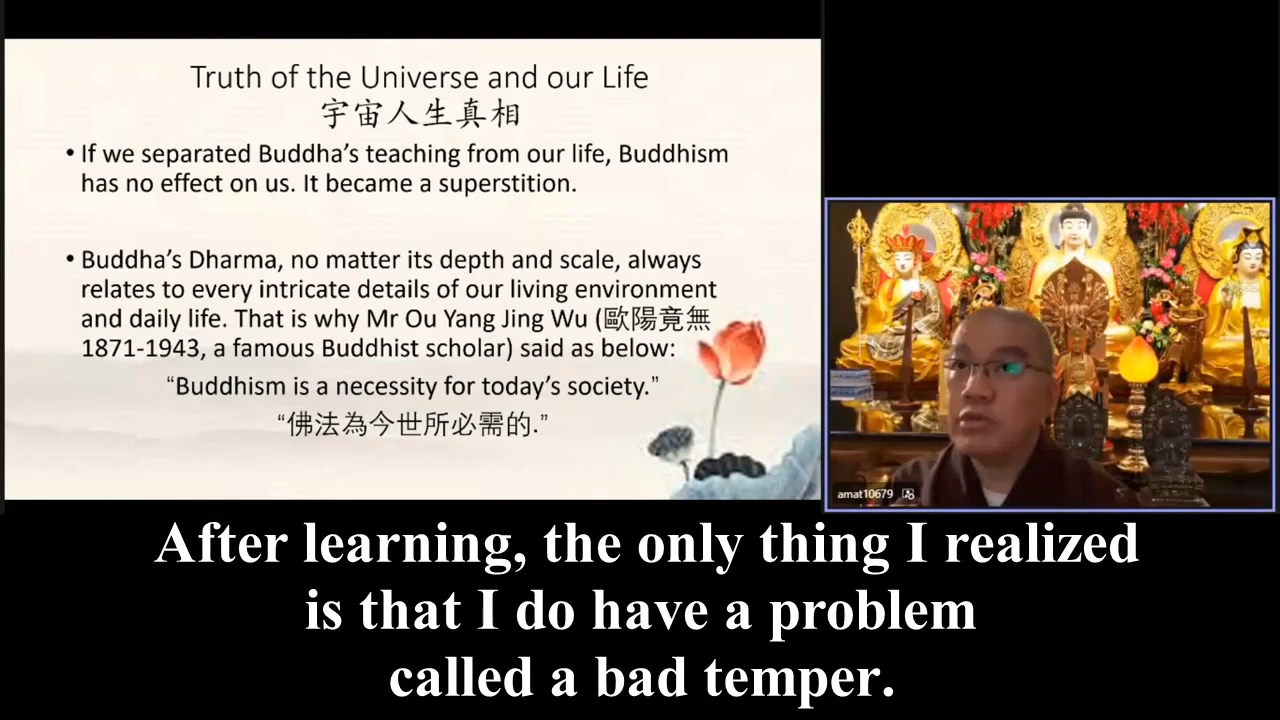 Truth of the Universe and our Life
宇宙人生真相
• If we separated Buddha’s teaching from our life, Buddhism
has no effect on us. It became a superstition.
• Buddha’s Dharma, no matter its depth and scale, always
relates to every intricate details of our living environment
and daily life. That is why Mr Ou Yang Jing Wu (歐陽竟無
1871-1943, a famous Buddhist scholar) said as below:
“Buddhism is a necessity for today’s society.”
“佛法為今世所必需的.”
amat10679
After learning, the only thing I realized
is that I do have a problem
called a bad temper.